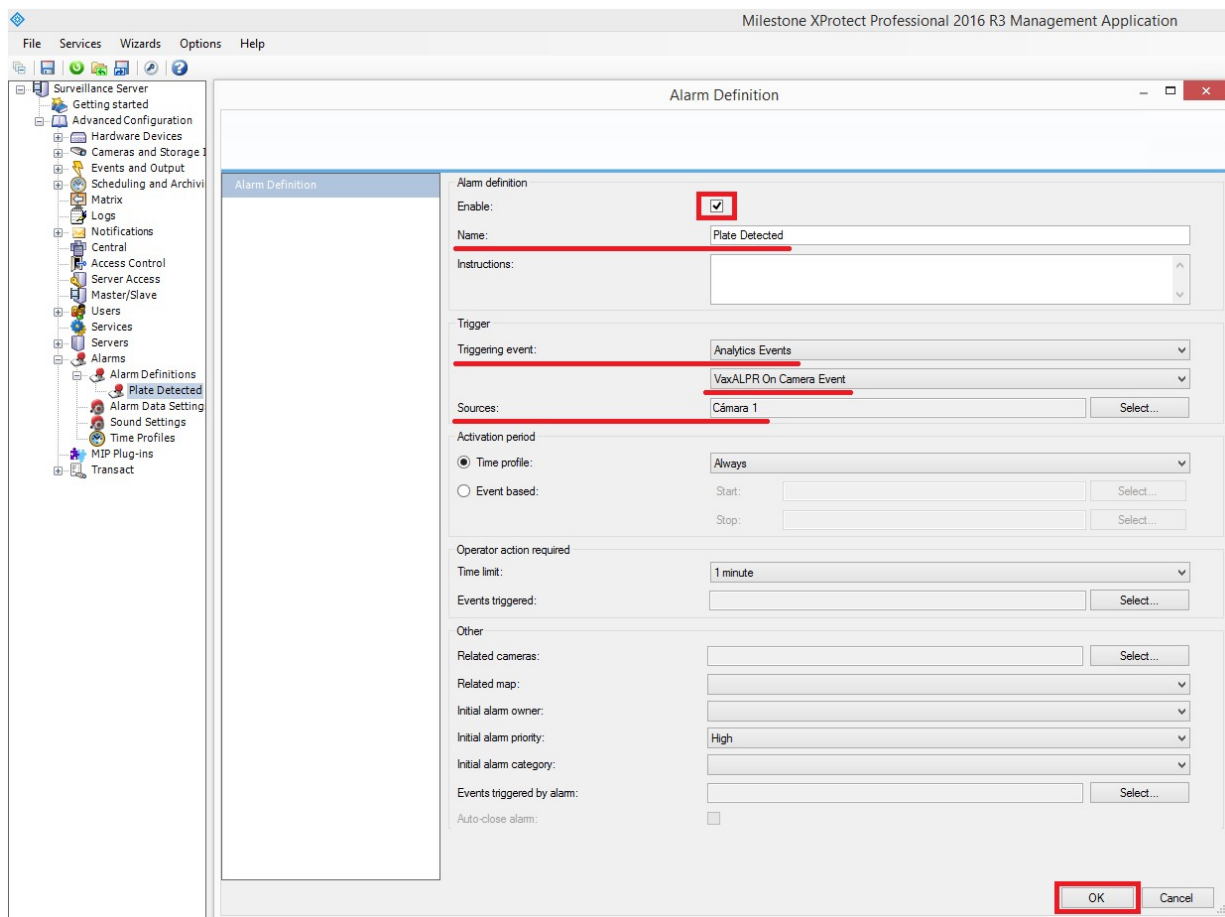 Milestone XProtect Professional 2016 R3 Management Application
File Services Wizards Options Help
Surveillance Server
Getting started
Advanced Configuration
Hardware Devices
Cameras and Storage I
Events and Output
Scheduling and Archivi
Matrix
Logs
Notifications
Central
Access Control
Server Access
Master/Slave
Users
Services
Servers
Alarms
Alarm Definitions
Plate Detected
Alarm Data Setting
Sound Settings
Time Profiles
MIP Plug-ins
Transact
Alarm Definition
Alarm Definition
Alarm definition
Enable:
Name: Plate Detected
Instructions:
Trigger
Triggering event: Analytics Events
VaxALPR On Camera Event
Sources: Cámara 1 Select...
Activation period
Time profile: Always
Event based: Start: Select...
Stop: Select...
Operator action required
Time limit: 1 minute
Events triggered: Select...
Other
Related cameras: Select...
Related map:
Initial alarm owner:
Initial alarm priority: High
Initial alarm category:
Events triggered by alarm: Select...
Auto-close alarm:
OK Cancel